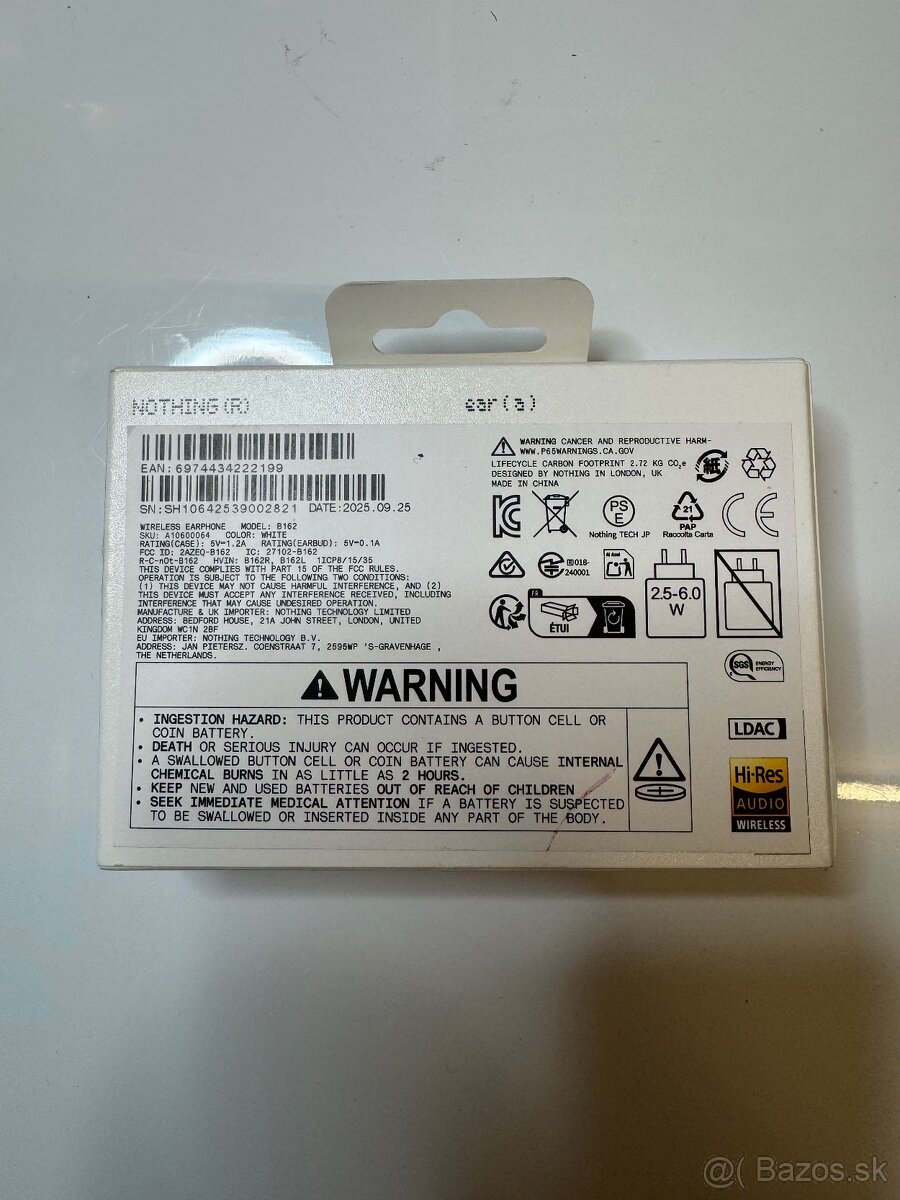 NOTHING(R)
ear(a)
EAN: 6974434222199
SN:SH10642539002821 DATE:2025.09.25
WIRELESS EARPHONE MODEL: B162
SKU: A10600064 COLOR: WHITE
RATING(CASE): 5V⎓1.2A RATING(EARBUD): 5V⎓0.1A
FCC ID: 2AZEQ-B162 IC: 27102-B162
R-C-nOt-B162 HVIN: B162R, B162L 1ICP8/15/35
THIS DEVICE COMPLIES WITH PART 15 OF THE FCC RULES.
OPERATION IS SUBJECT TO THE FOLLOWING TWO CONDITIONS:
(1) THIS DEVICE MAY NOT CAUSE HARMFUL INTERFERENCE, AND (2)
THIS DEVICE MUST ACCEPT ANY INTERFERENCE RECEIVED, INCLUDING
INTERFERENCE THAT MAY CAUSE UNDESIRED OPERATION.
MANUFACTURE & UK IMPORTER: NOTHING TECHNOLOGY LIMITED
ADDRESS: BEDFORD HOUSE, 21A JOHN STREET, LONDON, UNITED
KINGDOM WC1N 2BF
EU IMPORTER: NOTHING TECHNOLOGY B.V.
ADDRESS: JAN PIETERSZ. COENSTRAAT 7, 2595WP 'S-GRAVENHAGE ,
THE NETHERLANDS.
WARNING CANCER AND REPRODUCTIVE HARM-
WWW.P65WARNINGS.CA.GOV
LIFECYCLE CARBON FOOTPRINT 2.72 KG CO₂e
DESIGNED BY NOTHING IN LONDON, UK
MADE IN CHINA
紙
PS
E
Nothing TECH JP
21
PAP
Raccolta Carta
CE
018-
240001
FR
ÉTUI
2.5-6.0
W
SGS ENERGY
EFFICIENCY
WARNING
• INGESTION HAZARD: THIS PRODUCT CONTAINS A BUTTON CELL OR
COIN BATTERY.
• DEATH OR SERIOUS INJURY CAN OCCUR IF INGESTED.
• A SWALLOWED BUTTON CELL OR COIN BATTERY CAN CAUSE INTERNAL
CHEMICAL BURNS IN AS LITTLE AS 2 HOURS.
• KEEP NEW AND USED BATTERIES OUT OF REACH OF CHILDREN
• SEEK IMMEDIATE MEDICAL ATTENTION IF A BATTERY IS SUSPECTED
TO BE SWALLOWED OR INSERTED INSIDE ANY PART OF THE BODY.
LDAC
Hi-Res
AUDIO
WIRELESS
@( Bazos.sk